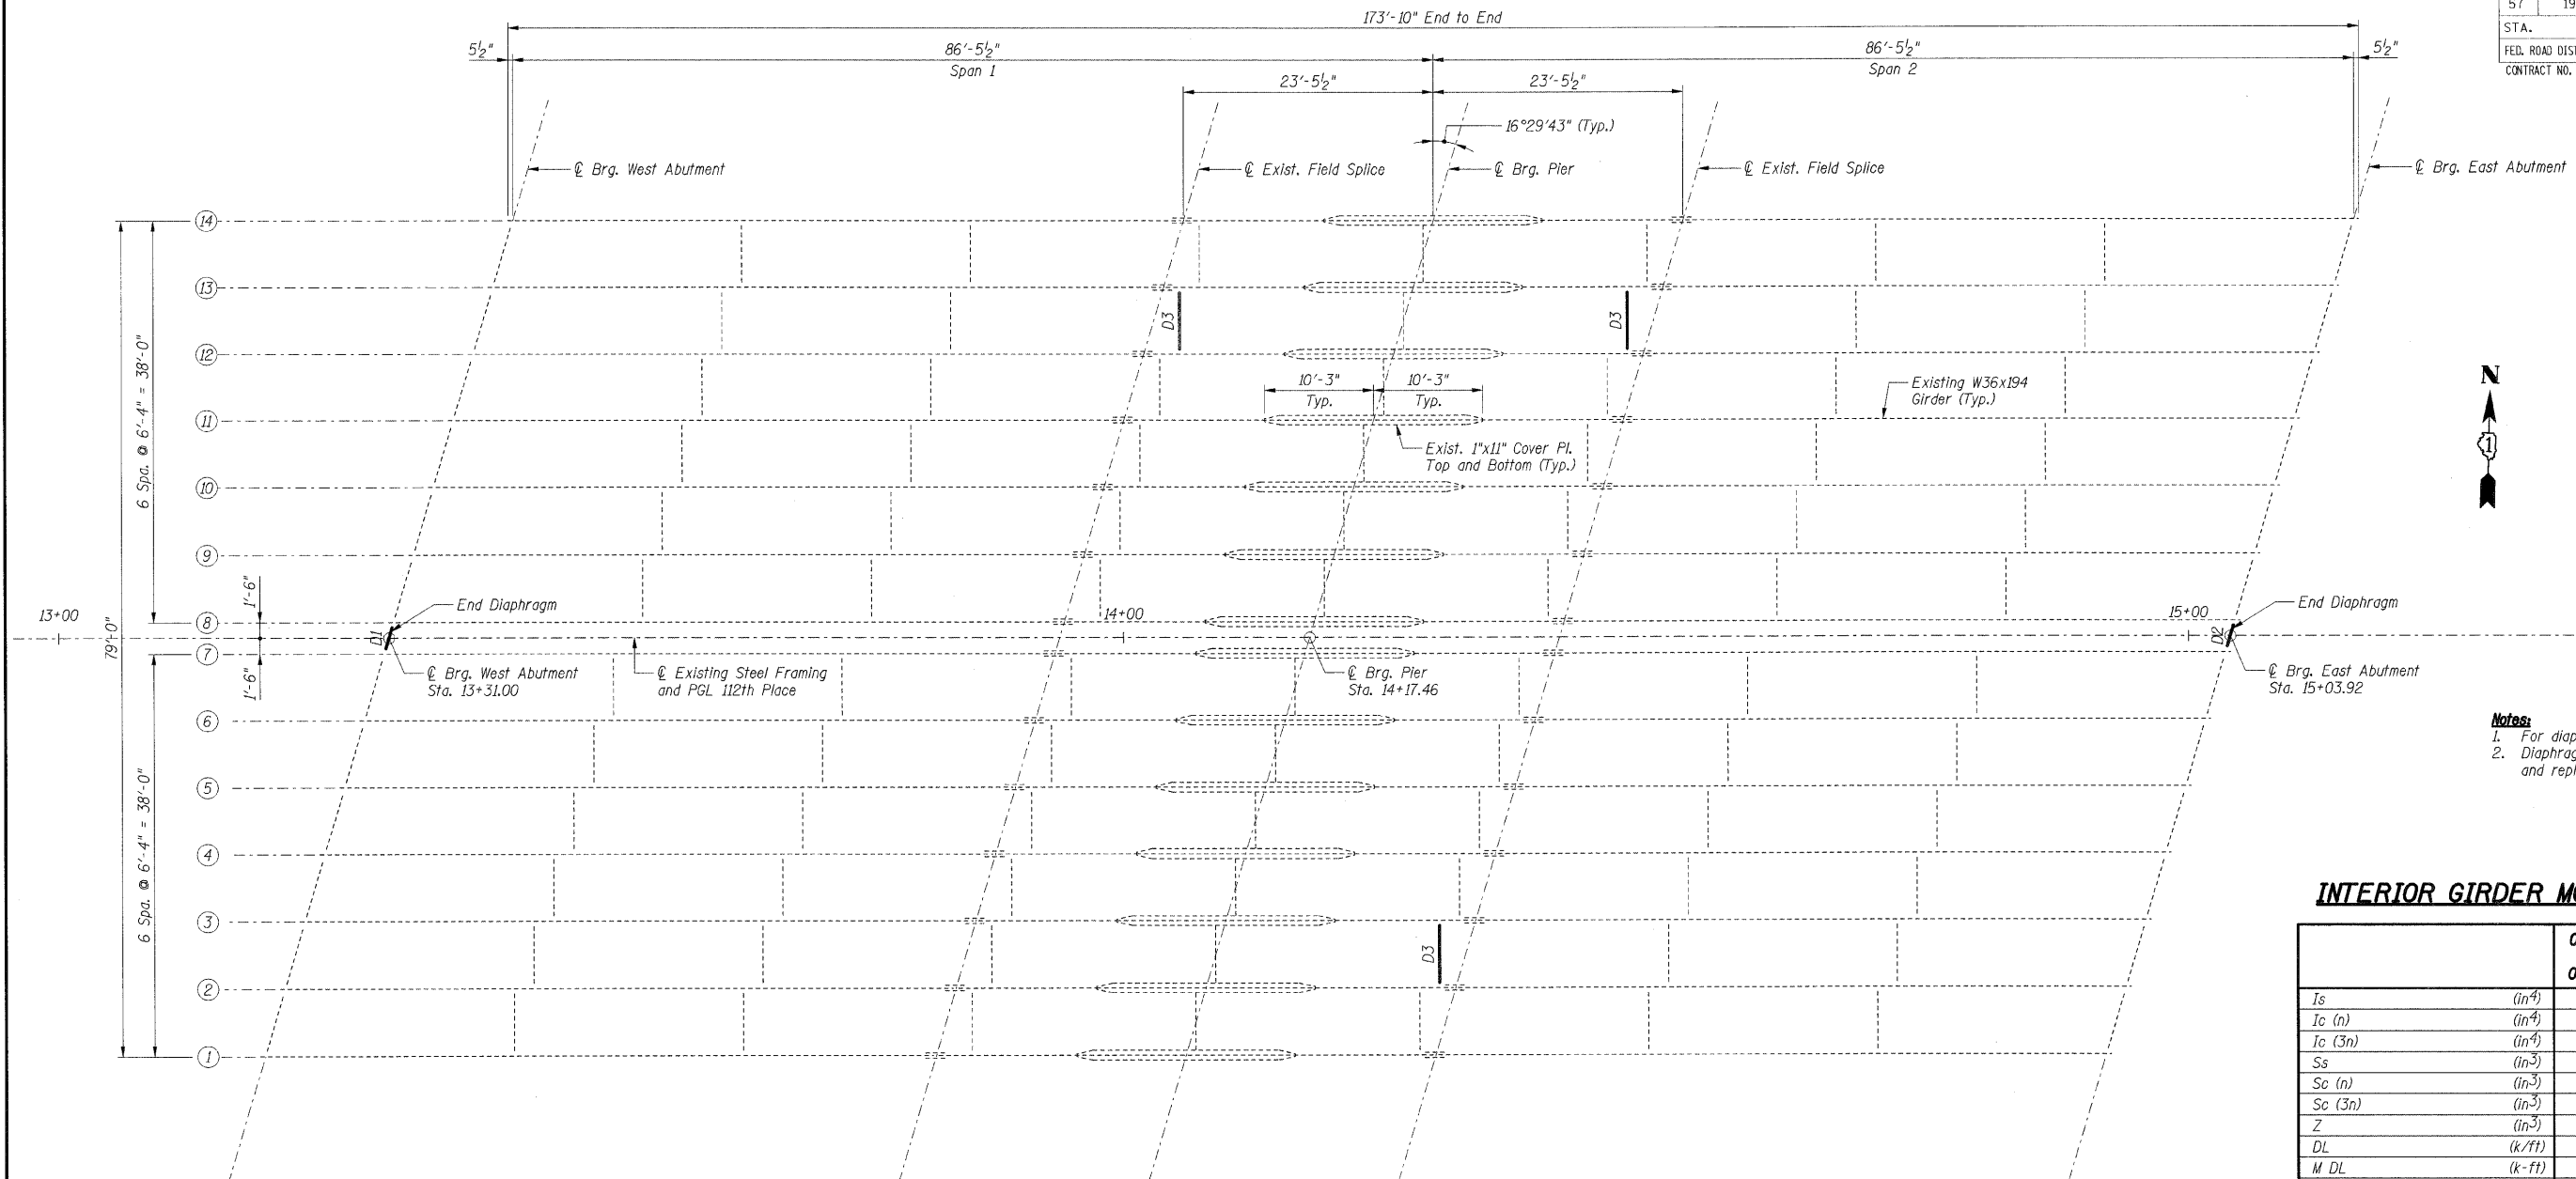 173'-10" End to End
57 19
STA.
FED. ROAD DIST
CONTRACT NO.
5½" 86'-5½" 86'-5½" 5½"
Span 1 Span 2
23'-5½" 23'-5½"
16°29'43" (Typ.)
℄ Brg. West Abutment
℄ Exist. Field Splice
℄ Brg. Pier
℄ Exist. Field Splice
℄ Brg. East Abutment
14
13
D3 D3
12
10'-3" 10'-3"
Typ. Typ.
Existing W36x194
Girder (Typ.)
N
1
11
Exist. 1"x11" Cover Pl.
Top and Bottom (Typ.)
6 Spa. @ 6'-4" = 38'-0"
10
9
1'-6"
End Diaphragm
End Diaphragm
13+00 14+00 15+00
8
79'-0"
D1 D2
7
1'-6"
℄ Brg. West Abutment
Sta. 13+31.00
℄ Existing Steel Framing
and PGL 112th Place
℄ Brg. Pier
Sta. 14+17.46
℄ Brg. East Abutment
Sta. 15+03.92
6
Notes:
1. For diap
2. Diaphrag
and repl
5
6 Spa. @ 6'-4" = 38'-0"
4
3
D3
2
1
INTERIOR GIRDER MO
Is (in4)
Ic (n) (in4)
Ic (3n) (in4)
Ss (in3)
Sc (n) (in3)
Sc (3n) (in3)
Z (in3)
DL (k/ft)
M DL (k-ft)